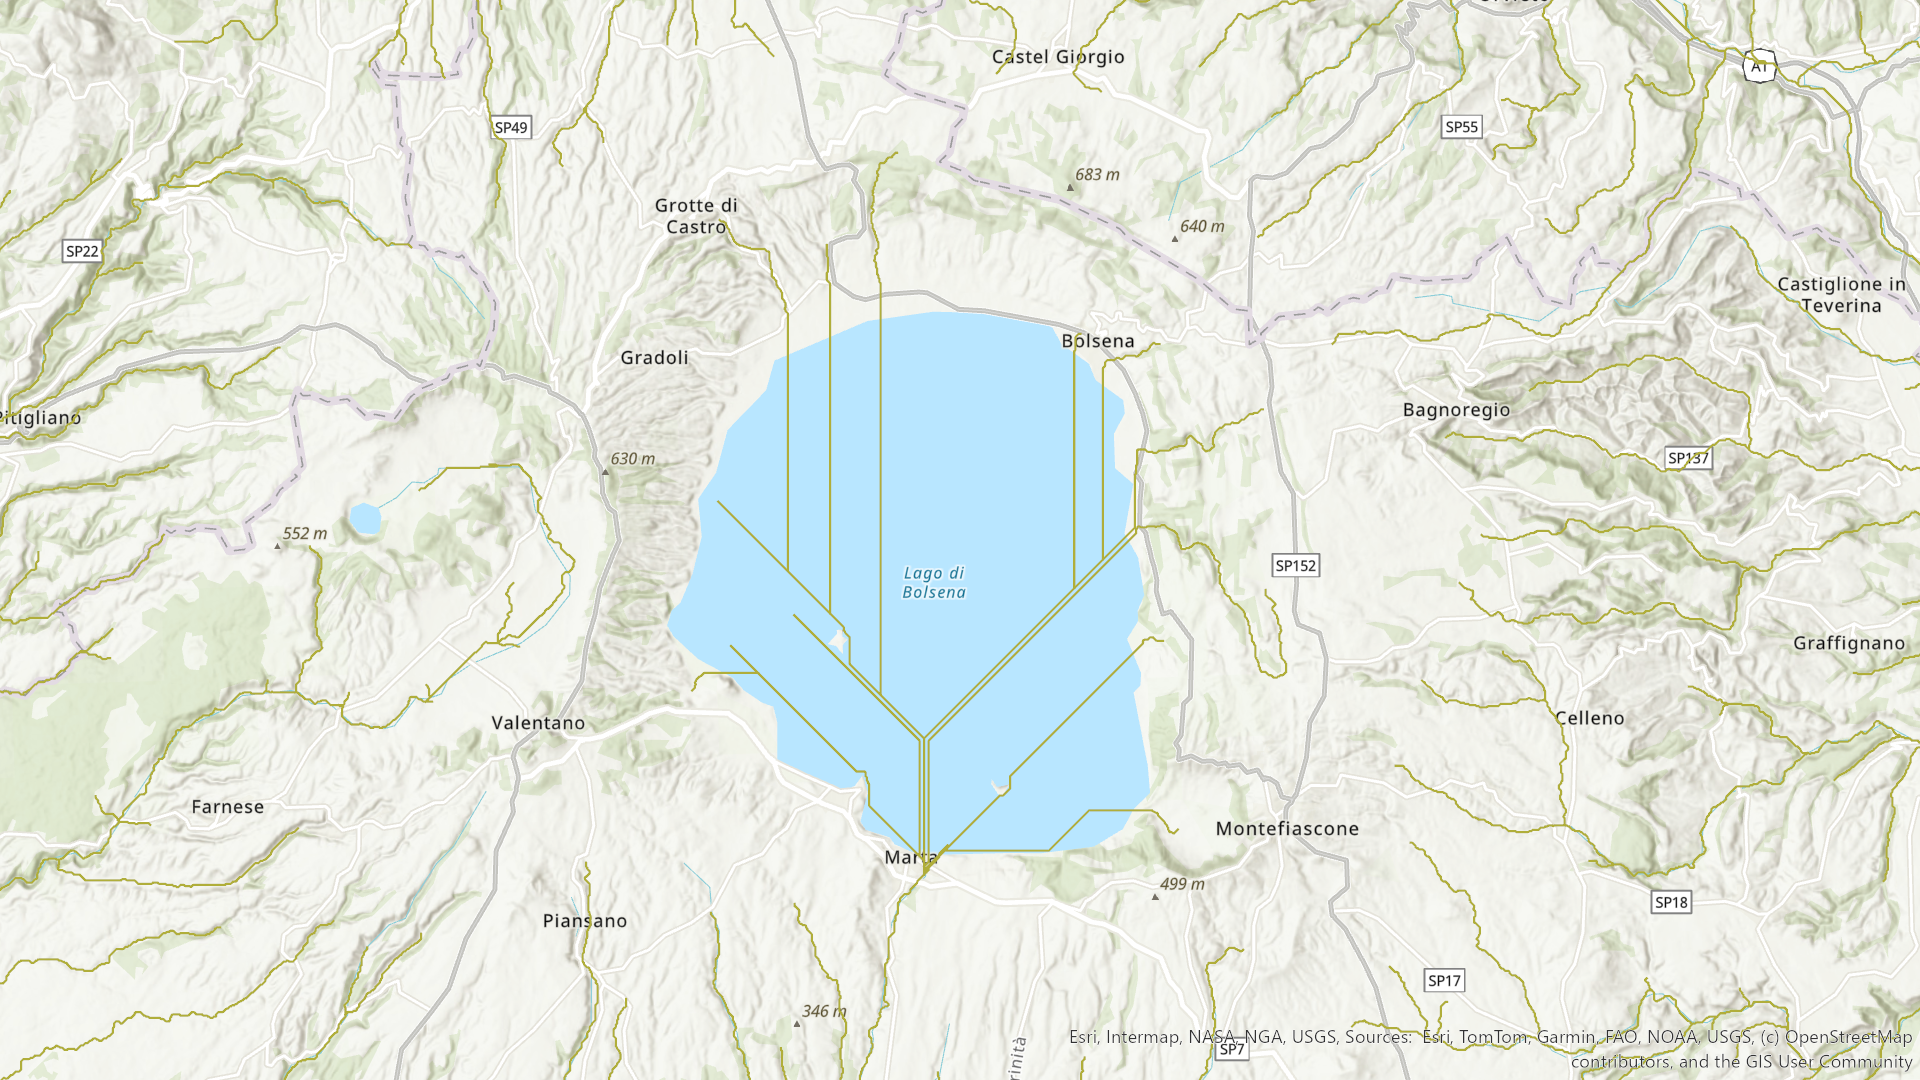 Castel Giorgio
A1
SP49
SP55
683 m
Grotte di
Castro
640 m
SP22
Castiglione in
Teverina
Bolsena
Gradoli
Pitigliano
Bagnoregio
630 m
SP137
552 m
Lago di
Bolsena
SP152
Graffignano
Valentano
Celleno
Farnese
Montefiascone
Marta
499 m
SP18
Piansano
SP17
346 m
SP7
Esri, Intermap, NASA, NGA, USGS, Sources: Esri, TomTom, Garmin, FAO, NOAA, USGS, (c) OpenStreetMap
contributors, and the GIS User Community